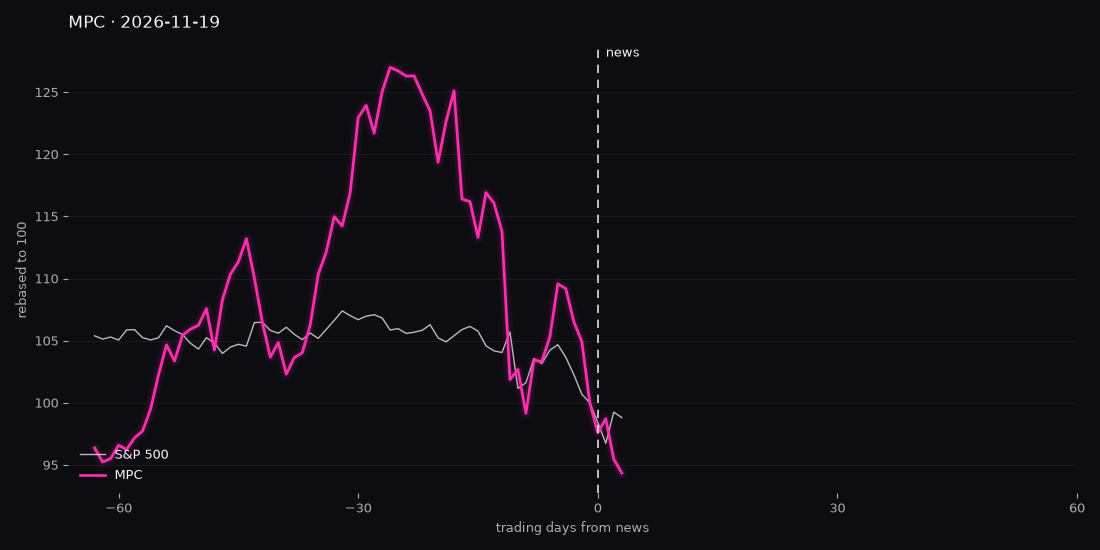 MPC · 2026-11-19
news
125
120
115
110
105
100
95
rebased to 100
S&P 500
MPC
−60
−30
0
30
60
trading days from news